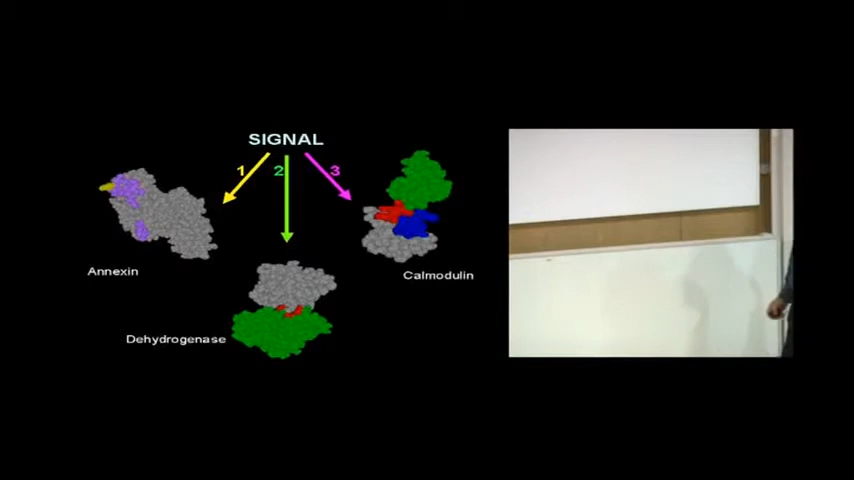 SIGNAL
1
2
3
Annexin
Calmodulin
Dehydrogenase